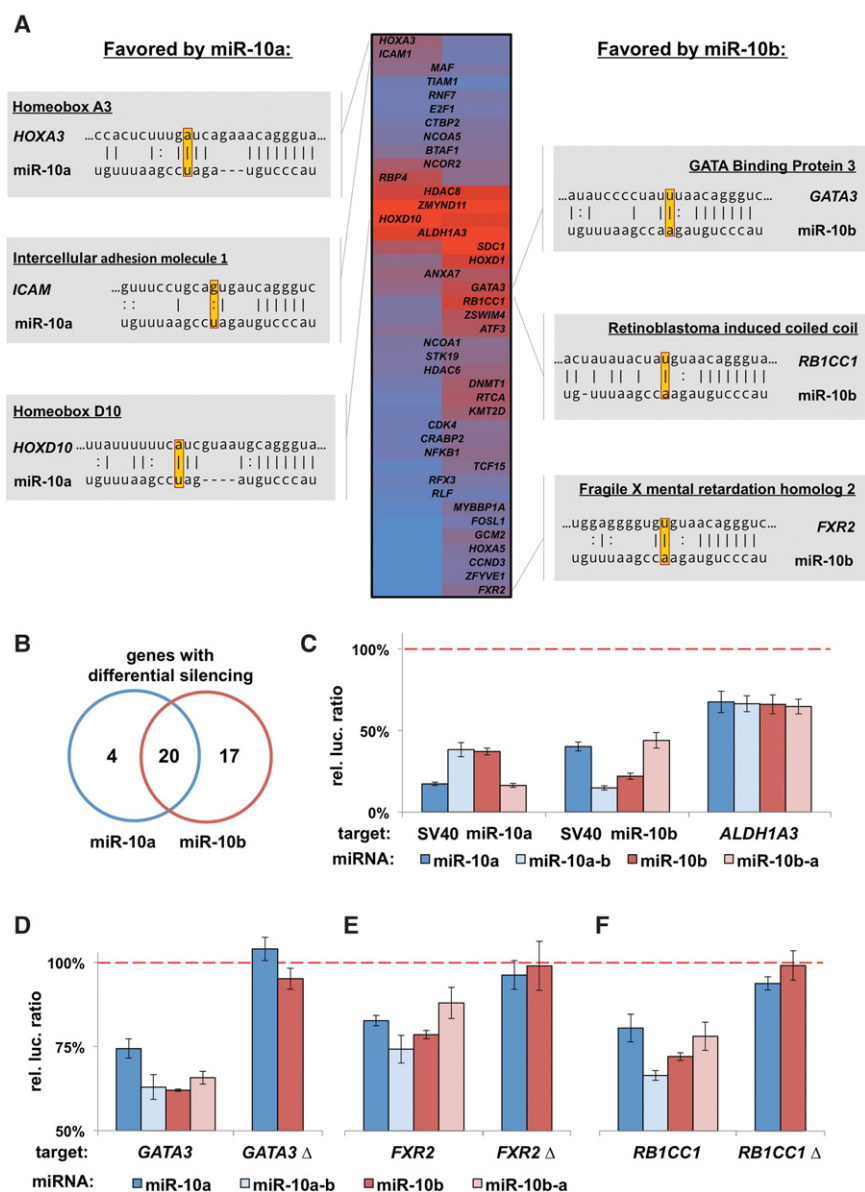 A
Favored by miR-10a:
Favored by miR-10b:
Homeobox A3
HOXA3 …ccacucuuugaucagaaacagggua…
miR-10a uguuuaagccuaga---ugucccau
Intercellular adhesion molecule 1
ICAM …guuuccugcagugaucagggguc
miR-10a uguuuaagccuagaugucccau
Homeobox D10
HOXD10 …uuauuuuuucaucguaaugcagggua…
miR-10a uguuuaagccuag----augucccau
HOXA3
ICAM1
MAF
TIAM1
RNF7
E2F1
CTBP2
NCOA5
BTAF1
NCOR2
RBP4
HDAC8
ZMYND11
HOXD10
ALDH1A3
SDC1
HOXD1
ANXA7
GATA3
RB1CC1
ZSWIM4
ATF3
NCOA1
STK19
HDAC6
DNMT1
RTCA
KMT2D
CDK4
CRABP2
NFKB1
TCF15
RFX3
RLF
MYBBP1A
FOSL1
GCM2
HOXA5
CCND3
ZFYVE1
FXR2
GATA Binding Protein 3
…auauccccuauuuaacagggguc… GATA3
uguuuaagccaagaugucccau miR-10b
Retinoblastoma induced coiled coil
…acuauauacuauguaacaggguа… RB1CC1
ug-uuuaagccaagaugucccau miR-10b
Fragile X mental retardation homolog 2
…uggagggguguguaacaggguc… FXR2
uguuuaagccaagaugucccau miR-10b
B
genes with
differential silencing
4 20 17
miR-10a miR-10b
C
rel. luc. ratio
100%
50%
0%
target: SV40 miR-10a SV40 miR-10b ALDH1A3
miRNA: miR-10a miR-10a-b miR-10b miR-10b-a
D E F
rel. luc. ratio
100%
75%
50%
target: GATA3 GATA3 Δ FXR2 FXR2 Δ RB1CC1 RB1CC1 Δ
miRNA: miR-10a miR-10a-b miR-10b miR-10b-a